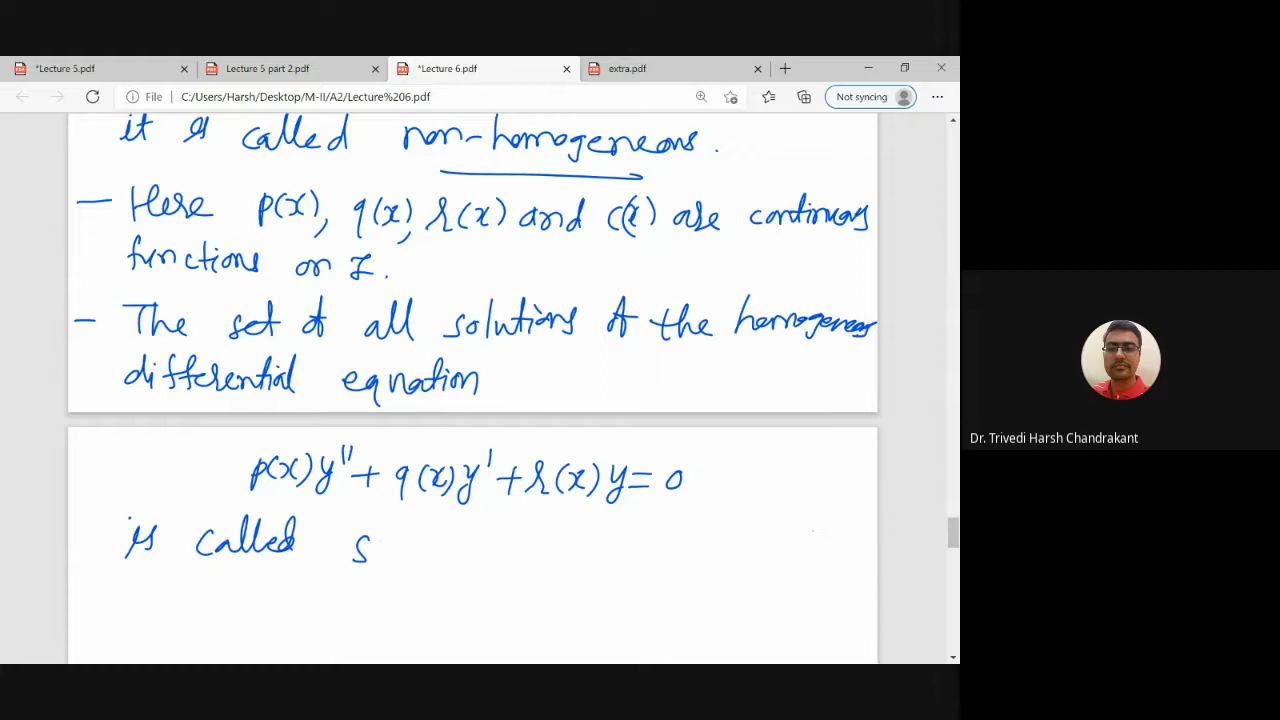 *Lecture 5.pdf
Lecture 5 part 2.pdf
*Lecture 6.pdf
extra.pdf
File
C:/Users/Harsh/Desktop/M-II/A2/Lecture%206.pdf
Not syncing
it is called non-homogeneous.
— Here p(x), q(x), r(x) and c(x) are continuous
functions on I.
— The set of all solutions of the homogeneous
differential equation
p(x)y'' + q(x)y' + r(x)y = 0
is called s
Dr. Trivedi Harsh Chandrakant